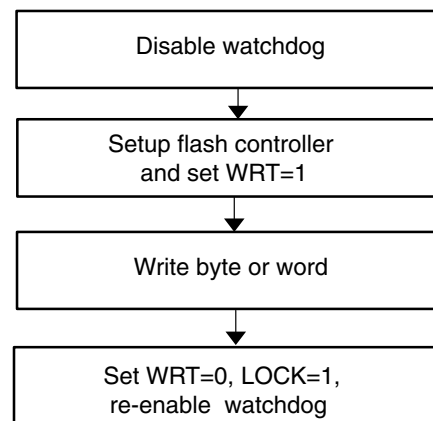 Disable watchdog
Setup flash controller
and set WRT=1
Write byte or word
Set WRT=0, LOCK=1,
re-enable watchdog